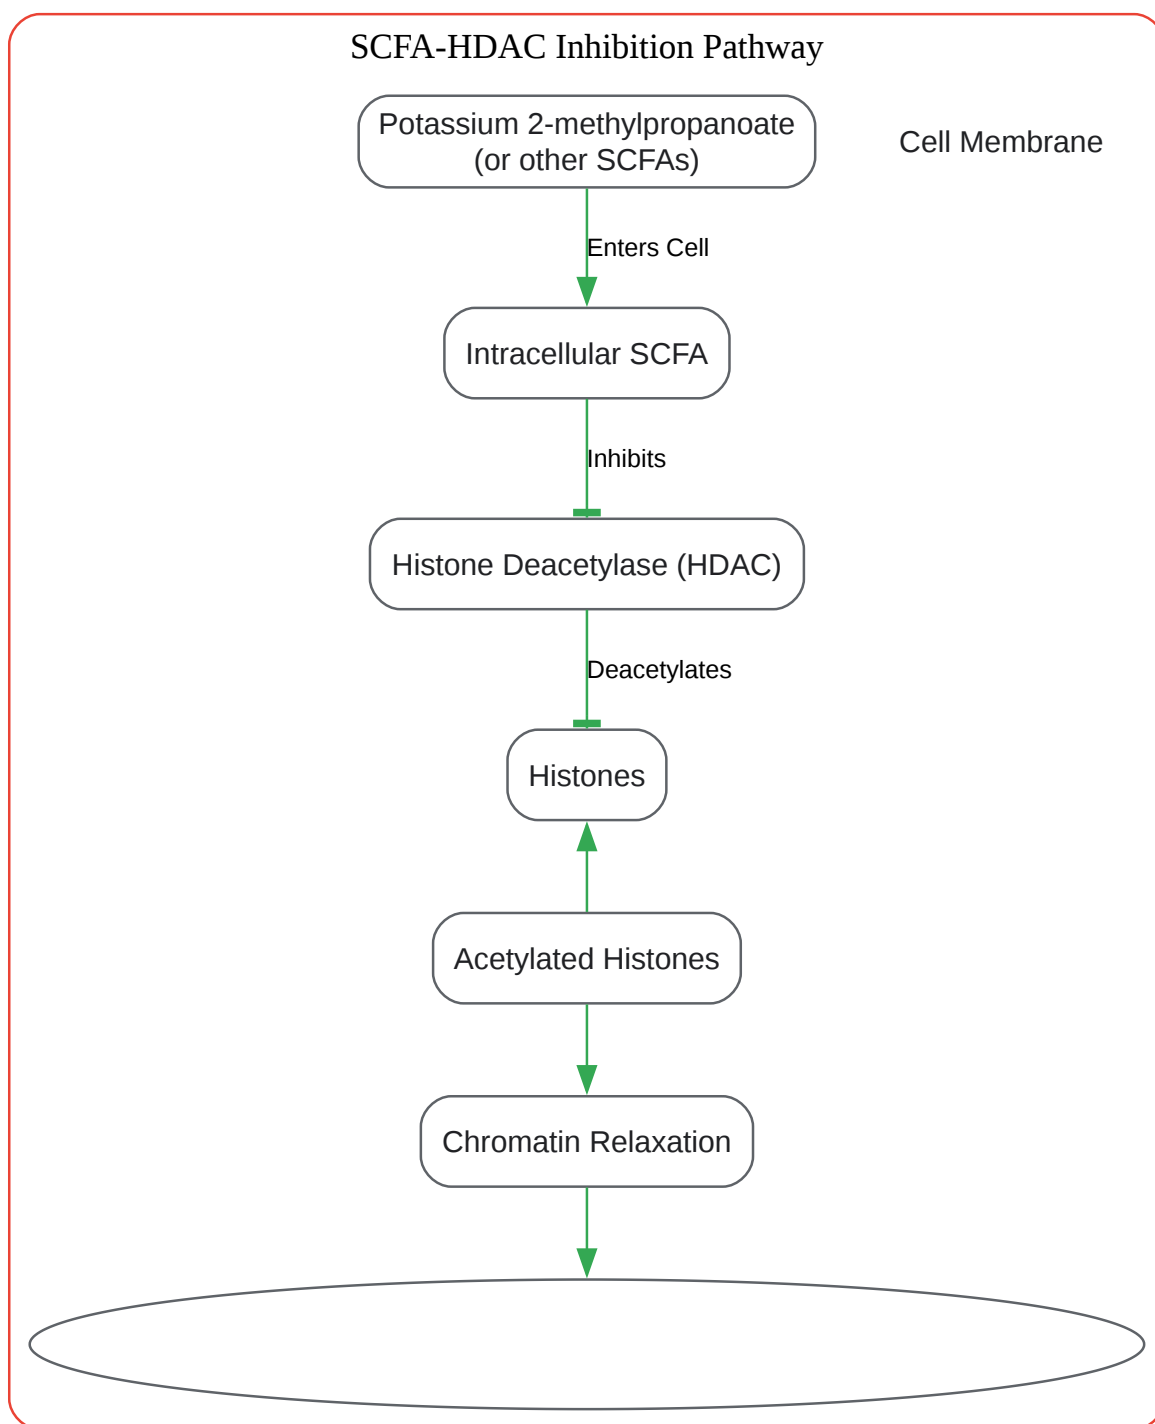 SCFA-HDAC Inhibition Pathway
Potassium 2-methylpropanoate
(or other SCFAs)
Cell Membrane
Enters Cell
Intracellular SCFA
Inhibits
Histone Deacetylase (HDAC)
Deacetylates
Histones
Acetylated Histones
Chromatin Relaxation